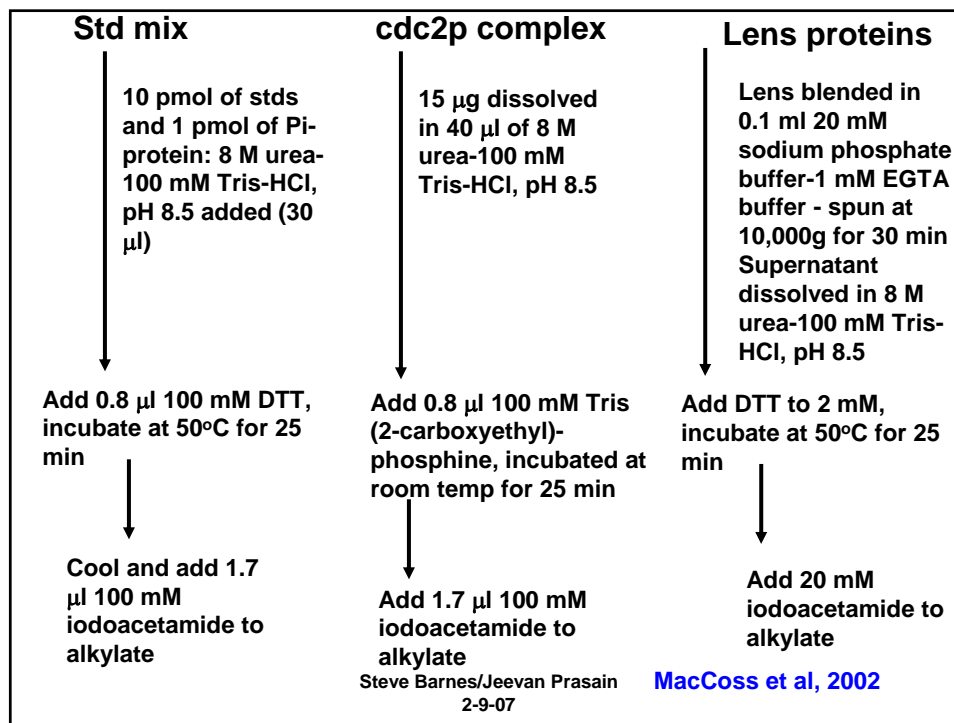 Std mix
10 pmol of stds
and 1 pmol of Pi-
protein: 8 M urea-
100 mM Tris-HCl,
pH 8.5 added (30
μl)
Add 0.8 μl 100 mM DTT,
incubate at 50ºC for 25
min
Cool and add 1.7
μl 100 mM
iodoacetamide to
alkylate
cdc2p complex
15 μg dissolved
in 40 μl of 8 M
urea-100 mM
Tris-HCl, pH 8.5
Add 0.8 μl 100 mM Tris
(2-carboxyethyl)-
phosphine, incubated at
room temp for 25 min
Add 1.7 μl 100 mM
iodoacetamide to
alkylate
Lens proteins
Lens blended in
0.1 ml 20 mM
sodium phosphate
buffer-1 mM EGTA
buffer - spun at
10,000g for 30 min
Supernatant
dissolved in 8 M
urea-100 mM Tris-
HCl, pH 8.5
Add DTT to 2 mM,
incubate at 50ºC for 25
min
Add 20 mM
iodoacetamide to
alkylate
Steve Barnes/Jeevan Prasain
2-9-07
MacCoss et al, 2002